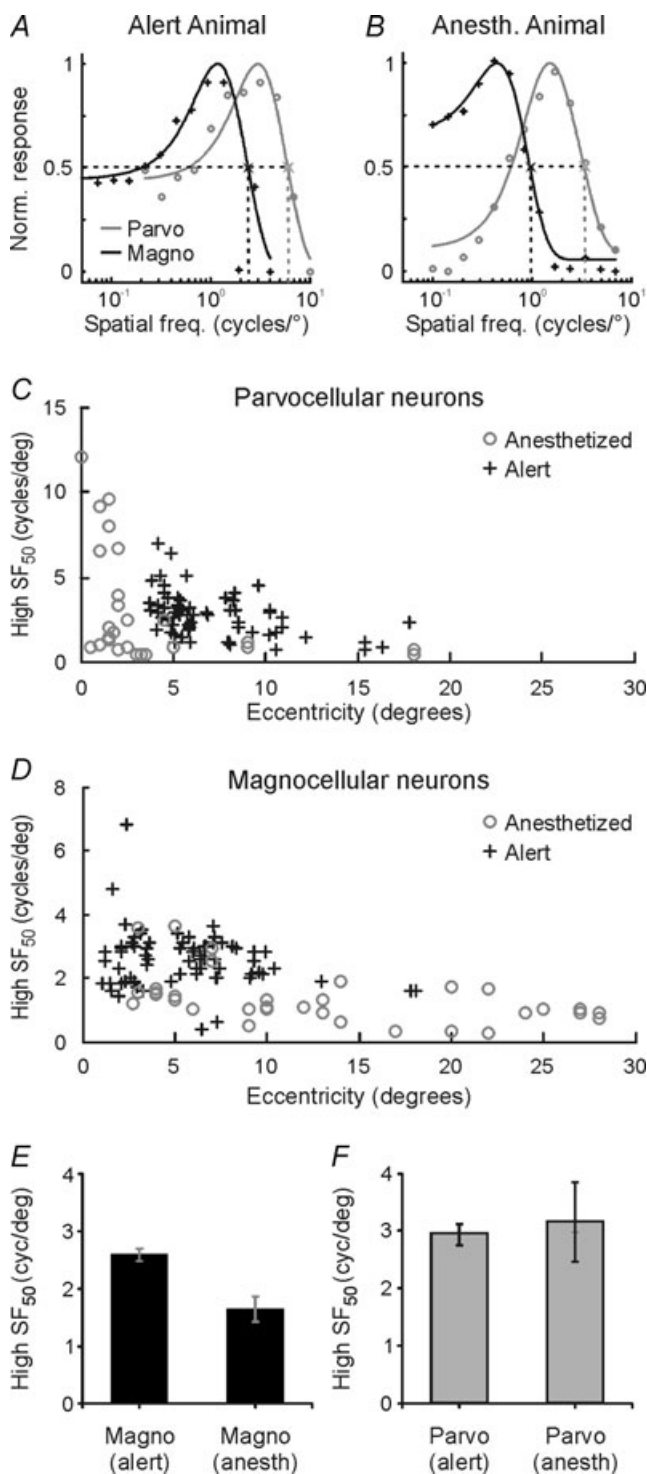 A Alert Animal
B Anesth. Animal
Norm. response
1
0.5
0
Parvo
Magno
10⁻¹ 10⁰ 10¹
Spatial freq. (cycles/°)
1
0.5
0
10⁻¹ 10⁰ 10¹
Spatial freq. (cycles/°)
C Parvocellular neurons
High SF₅₀ (cycles/deg)
15
10
5
0
Anesthetized
Alert
0 5 10 15 20 25 30
Eccentricity (degrees)
D Magnocellular neurons
High SF₅₀ (cycles/deg)
8
6
4
2
0
Anesthetized
Alert
0 5 10 15 20 25 30
Eccentricity (degrees)
E
High SF₅₀ (cyc/deg)
4
3
2
1
0
Magno (alert)
Magno (anesth)
F
High SF₅₀ (cyc/deg)
4
3
2
1
0
Parvo (alert)
Parvo (anesth)